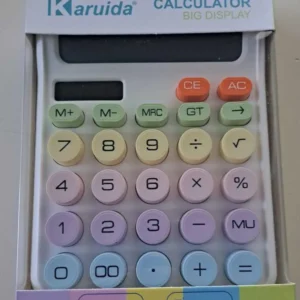 Karuida® CALCULATOR
BIG DISPLAY
CE AC
M+ M- MRC GT →
7 8 9 ÷ √
4 5 6 × %
1 2 3 - MU
0 00 · + =